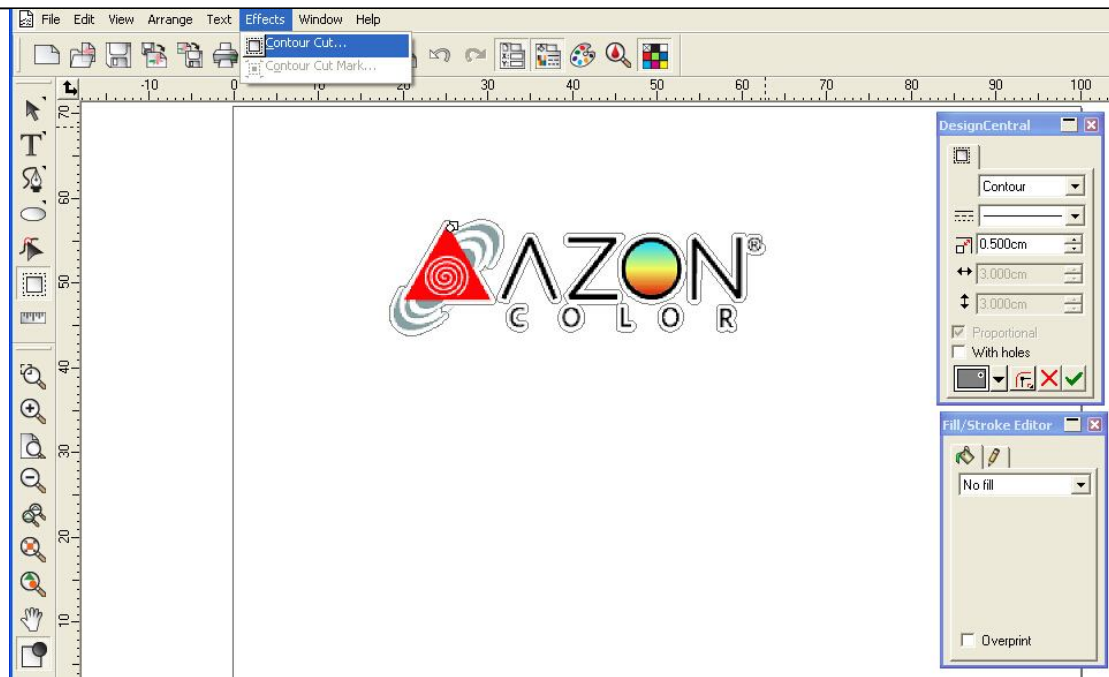 File Edit View Arrange Text Effects Window Help
Contour Cut...
Contour Cut Mark...
-10 0 10 20 30 40 50 60 70 80 90 100
70
60
50
40
30
20
10
AZON®
COLOR
DesignCentral
Contour
0.500cm
3.000cm
3.000cm
Proportional
With holes
Fill/Stroke Editor
No fill
Overprint